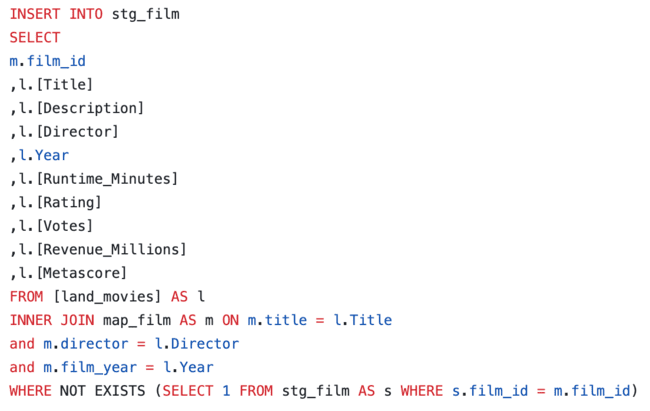 INSERT INTO stg_film
SELECT
m.film_id
,l.[Title]
,l.[Description]
,l.[Director]
,l.Year
,l.[Runtime_Minutes]
,l.[Rating]
,l.[Votes]
,l.[Revenue_Millions]
,l.[Metascore]
FROM [land_movies] AS l
INNER JOIN map_film AS m ON m.title = l.Title
and m.director = l.Director
and m.film_year = l.Year
WHERE NOT EXISTS (SELECT 1 FROM stg_film AS s WHERE s.film_id = m.film_id)